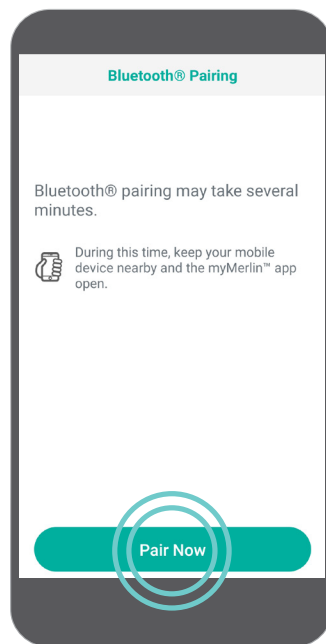 Bluetooth® Pairing
Bluetooth® pairing may take several
minutes.
During this time, keep your mobile
device nearby and the myMerlin™ app
open.
Pair Now